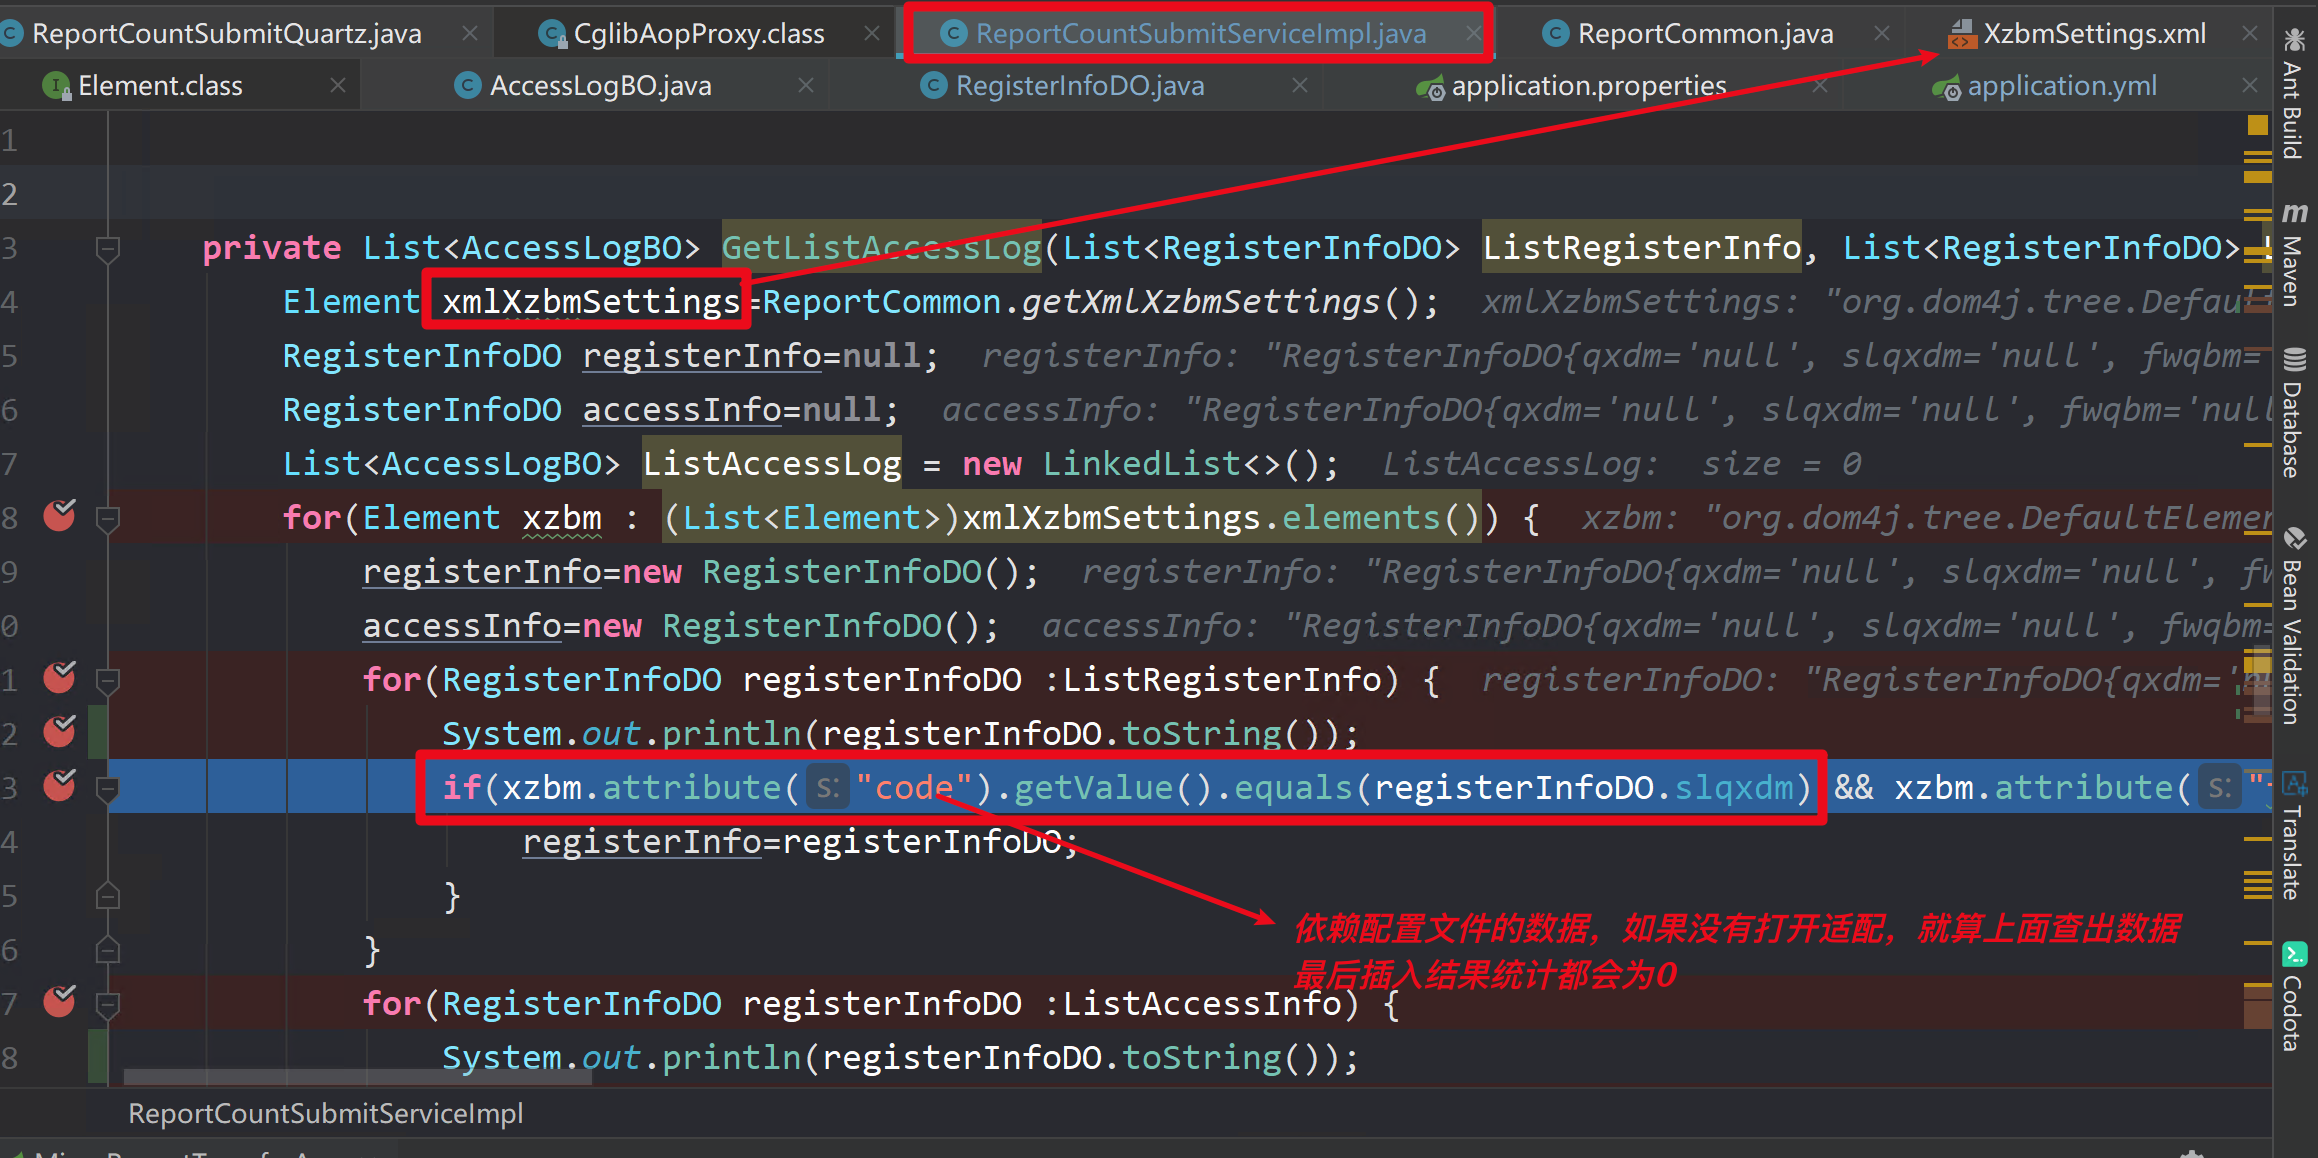 ReportCountSubmitQuartz.java CglibAopProxy.class ReportCountSubmitServiceImpl.java ReportCommon.java XzbmSettings.xml
Element.class AccessLogBO.java RegisterInfoDO.java application.properties application.yml
1
2
3 private List<AccessLogBO> GetListAccessLog(List<RegisterInfoDO> ListRegisterInfo, List<RegisterInfoDO>
4 Element xmlXzbmSettings=ReportCommon.getXmlXzbmSettings(); xmlXzbmSettings: "org.dom4j.tree.Default
5 RegisterInfoDO registerInfo=null; registerInfo: "RegisterInfoDO{qxdm='null', slqxdm='null', fwqbm=
6 RegisterInfoDO accessInfo=null; accessInfo: "RegisterInfoDO{qxdm='null', slqxdm='null', fwqbm='null
7 List<AccessLogBO> ListAccessLog = new LinkedList<>(); ListAccessLog: size = 0
8 for(Element xzbm : (List<Element>)xmlXzbmSettings.elements()) { xzbm: "org.dom4j.tree.DefaultElemen
9 registerInfo=new RegisterInfoDO(); registerInfo: "RegisterInfoDO{qxdm='null', slqxdm='null', fw
0 accessInfo=new RegisterInfoDO(); accessInfo: "RegisterInfoDO{qxdm='null', slqxdm='null', fwqbm=
1 for(RegisterInfoDO registerInfoDO :ListRegisterInfo) { registerInfoDO: "RegisterInfoDO{qxdm='nu
2 System.out.println(registerInfoDO.toString());
3 if(xzbm.attribute( s: "code").getValue().equals(registerInfoDO.slqxdm) && xzbm.attribute( s: "
4 registerInfo=registerInfoDO;
5 }
6 }
7 for(RegisterInfoDO registerInfoDO :ListAccessInfo) {
8 System.out.println(registerInfoDO.toString());
依赖配置文件的数据，如果没有打开适配，就算上面查出数据
最后插入结果统计都会为0
ReportCountSubmitServiceImpl
Ant Build
Maven
Database
Bean Validation
Translate
Codota